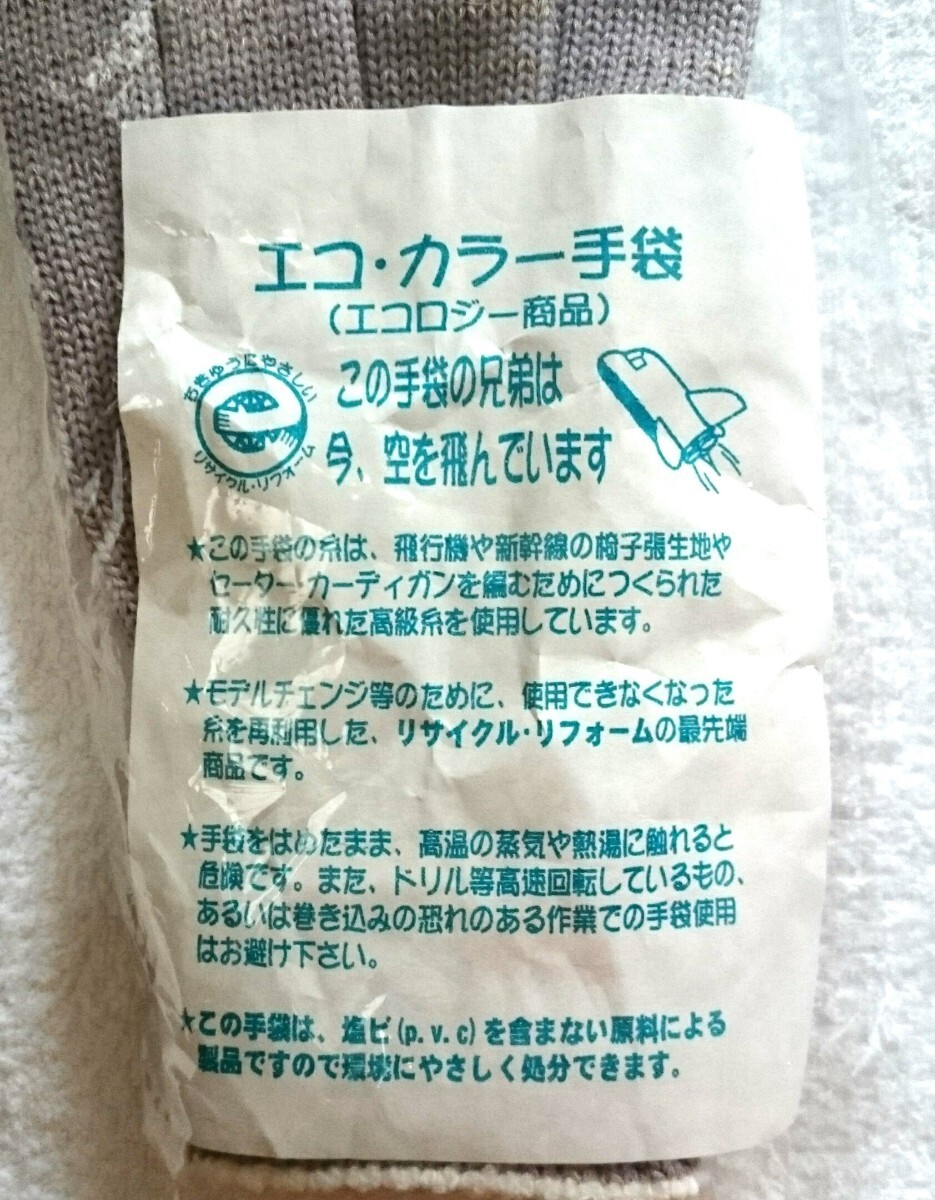 エコ・カラー手袋
(エコロジー商品)
ちきゅうにやさしい
リサイクル・リフォーム
この手袋の兄弟は
今、空を飛んでいます
★この手袋の糸は、飛行機や新幹線の椅子張生地や
セーター カーディガンを編むためにつくられた
耐久性に優れた高級糸を使用しています。
★モデルチェンジ等のために、使用できなくなった
糸を再利用した、リサイクル・リフォームの最先端
商品です。
★手袋をはめたまま、高温の蒸気や熱湯に触れると
危険です。また、ドリル等高速回転しているもの、
あるいは巻き込みの恐れのある作業での手袋使用
はお避け下さい。
★この手袋は、塩ビ(p.v.c)を含まない原料による
製品ですので環境にやさしく処分できます。